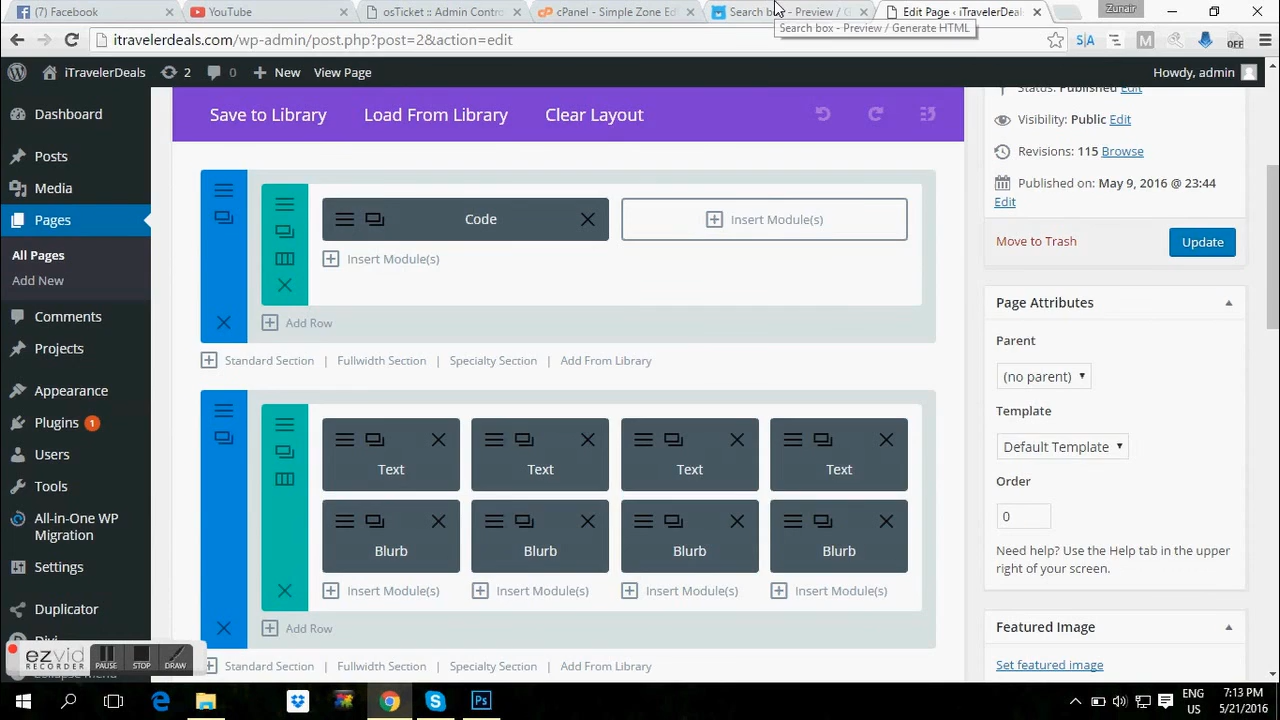 (7) Facebook
YouTube
osTicket :: Admin Contro
cPanel - Simple Zone Edi
Search box - Preview / G
Edit Page ‹ iTravelerDeal
Zunair
Search box - Preview / Generate HTML
itravelerdeals.com/wp-admin/post.php?post=2&action=edit
S|A
M
OFF
iTravelerDeals
2
0
New
View Page
Howdy, admin
Dashboard
Posts
Media
Pages
All Pages
Add New
Comments
Projects
Appearance
Plugins 1
Users
Tools
All-in-One WP
Migration
Settings
Duplicator
Save to Library
Load From Library
Clear Layout
Code
Insert Module(s)
Insert Module(s)
Add Row
Standard Section | Fullwidth Section | Specialty Section | Add From Library
Text
Text
Text
Text
Blurb
Blurb
Blurb
Blurb
Insert Module(s)
Insert Module(s)
Insert Module(s)
Insert Module(s)
Add Row
Standard Section | Fullwidth Section | Specialty Section | Add From Library
Status: Published Edit
Visibility: Public Edit
Revisions: 115 Browse
Published on: May 9, 2016 @ 23:44
Edit
Move to Trash
Update
Page Attributes
Parent
(no parent)
Template
Default Template
Order
0
Need help? Use the Help tab in the upper
right of your screen.
Featured Image
Set featured image
ezvid
RECORDER
PAUSE
STOP
DRAW
Ps
ENG
US
7:13 PM
5/21/2016